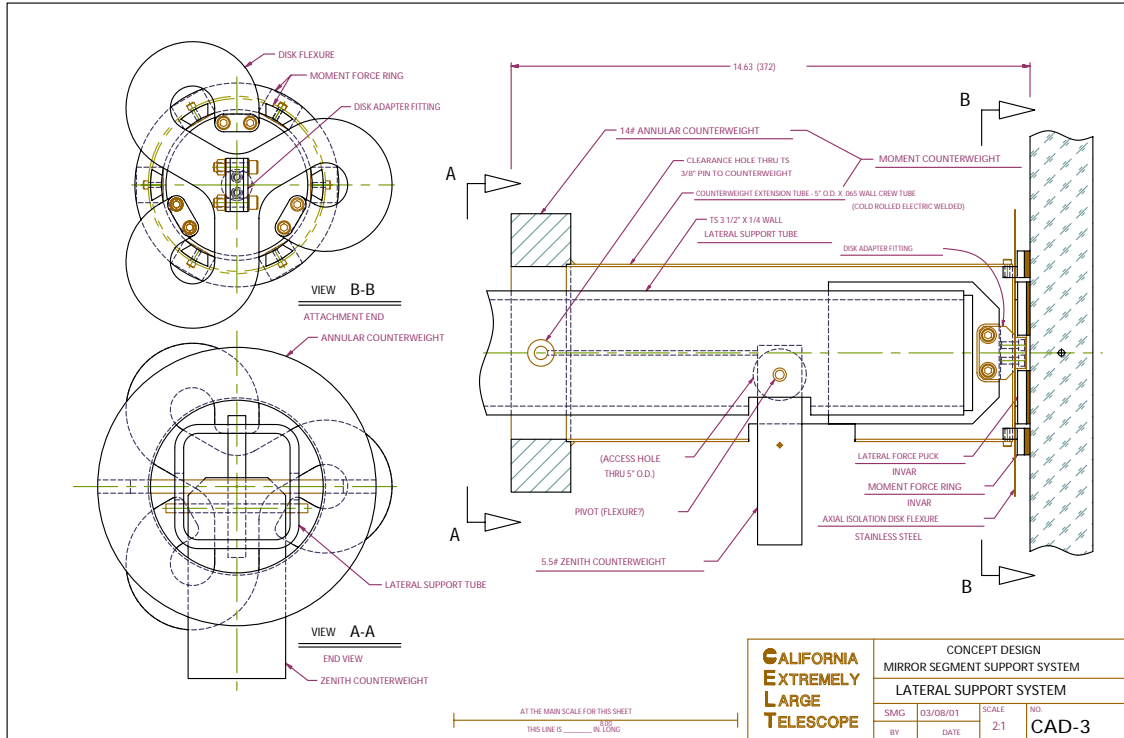 DISK FLEXURE
MOMENT FORCE RING
DISK ADAPTER FITTING
VIEW B-B
ATTACHMENT END
ANNULAR COUNTERWEIGHT
LATERAL SUPPORT TUBE
VIEW A-A
END VIEW
ZENITH COUNTERWEIGHT
14.63 (372)
B
A
14# ANNULAR COUNTERWEIGHT
MOMENT COUNTERWEIGHT
CLEARANCE HOLE THRU TS
3/8" PIN TO COUNTERWEIGHT
COUNTERWEIGHT EXTENSION TUBE - 5" O.D. X .065 WALL CREW TUBE
(COLD ROLLED ELECTRIC WELDED)
TS 3 1/2" X 1/4 WALL
LATERAL SUPPORT TUBE
DISK ADAPTER FITTING
(ACCESS HOLE
THRU 5" O.D.)
PIVOT (FLEXURE?)
5.5# ZENITH COUNTERWEIGHT
LATERAL FORCE PUCK
INVAR
MOMENT FORCE RING
INVAR
AXIAL ISOLATION DISK FLEXURE
STAINLESS STEEL
A
B
AT THE MAIN SCALE FOR THIS SHEET
THIS LINE IS 8.00 IN. LONG
CALIFORNIA
EXTREMELY
LARGE
TELESCOPE
CONCEPT DESIGN
MIRROR SEGMENT SUPPORT SYSTEM
LATERAL SUPPORT SYSTEM
SMG 03/08/01 SCALE NO.
BY DATE 2:1 CAD-3